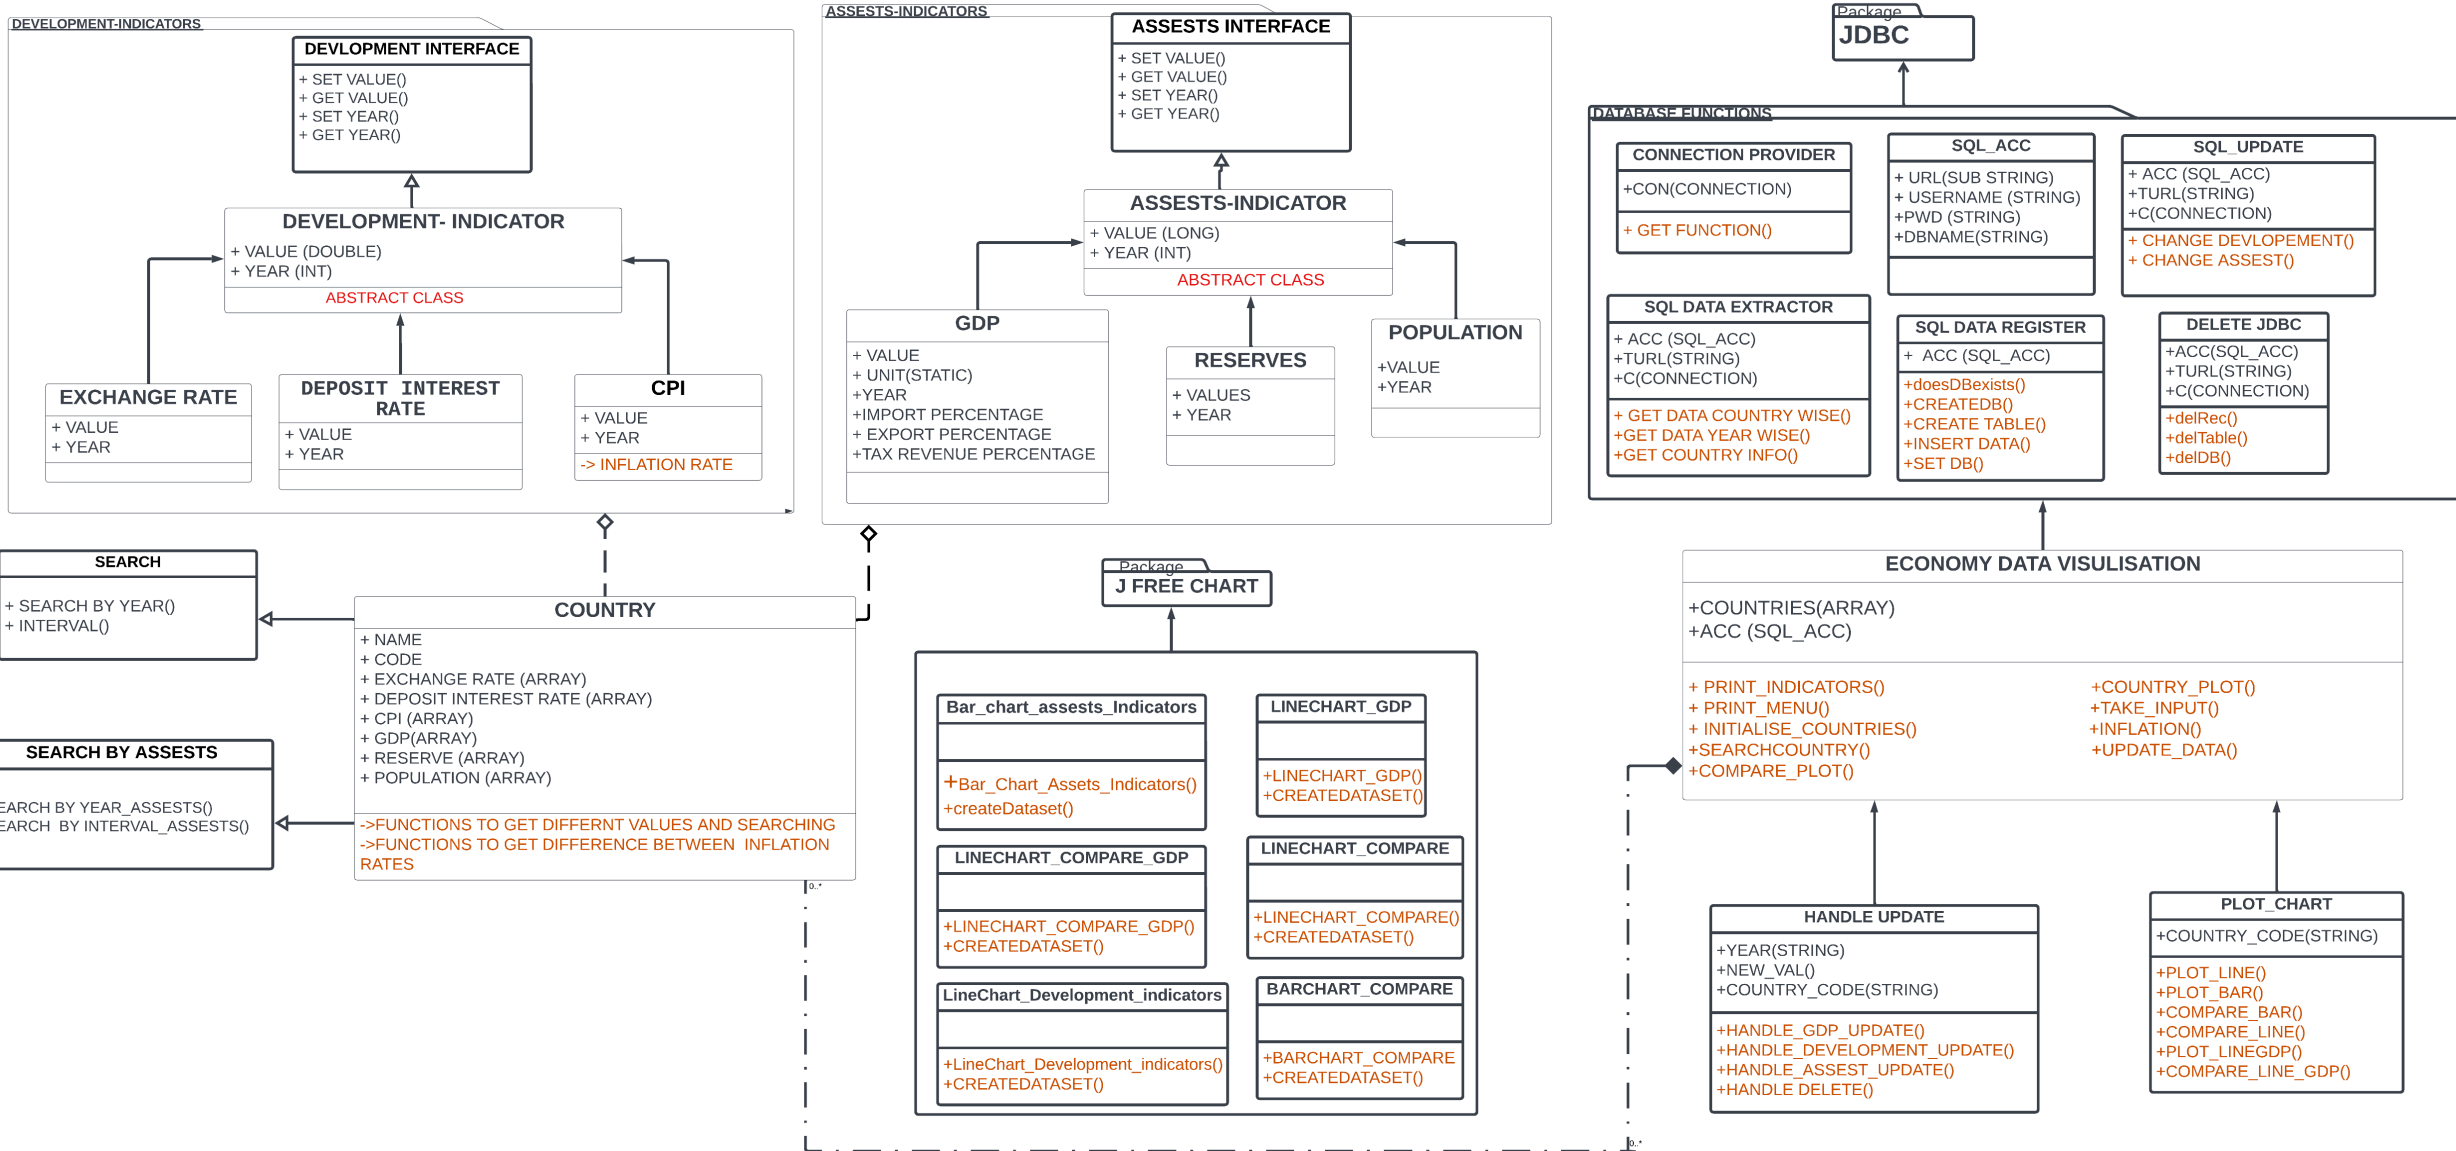 DEVELOPMENT-INDICATORS
DEVLOPMENT INTERFACE
+ SET VALUE()
+ GET VALUE()
+ SET YEAR()
+ GET YEAR()
DEVELOPMENT- INDICATOR
+ VALUE (DOUBLE)
+ YEAR (INT)
ABSTRACT CLASS
EXCHANGE RATE
+ VALUE
+ YEAR
DEPOSIT INTEREST
RATE
+ VALUE
+ YEAR
CPI
+ VALUE
+ YEAR
-> INFLATION RATE
ASSESTS-INDICATORS
ASSESTS INTERFACE
+ SET VALUE()
+ GET VALUE()
+ SET YEAR()
+ GET YEAR()
ASSESTS-INDICATOR
+ VALUE (LONG)
+ YEAR (INT)
ABSTRACT CLASS
GDP
+ VALUE
+ UNIT(STATIC)
+YEAR
+IMPORT PERCENTAGE
+ EXPORT PERCENTAGE
+TAX REVENUE PERCENTAGE
RESERVES
+ VALUES
+ YEAR
POPULATION
+VALUE
+YEAR
Package
JDBC
DATABASE FUNCTIONS
CONNECTION PROVIDER
+CON(CONNECTION)
+ GET FUNCTION()
SQL_ACC
+ URL(SUB STRING)
+ USERNAME (STRING)
+PWD (STRING)
+DBNAME(STRING)
SQL_UPDATE
+ ACC (SQL_ACC)
+TURL(STRING)
+C(CONNECTION)
+ CHANGE DEVLOPEMENT()
+ CHANGE ASSEST()
SQL DATA EXTRACTOR
+ ACC (SQL_ACC)
+TURL(STRING)
+C(CONNECTION)
+ GET DATA COUNTRY WISE()
+GET DATA YEAR WISE()
+GET COUNTRY INFO()
SQL DATA REGISTER
+ ACC (SQL_ACC)
+doesDBexists()
+CREATEDB()
+CREATE TABLE()
+INSERT DATA()
+SET DB()
DELETE JDBC
+ACC(SQL_ACC)
+TURL(STRING)
+C(CONNECTION)
+delRec()
+delTable()
+delDB()
SEARCH
+ SEARCH BY YEAR()
+ INTERVAL()
SEARCH BY ASSESTS
EARCH BY YEAR_ASSESTS()
EARCH BY INTERVAL_ASSESTS()
COUNTRY
+ NAME
+ CODE
+ EXCHANGE RATE (ARRAY)
+ DEPOSIT INTEREST RATE (ARRAY)
+ CPI (ARRAY)
+ GDP(ARRAY)
+ RESERVE (ARRAY)
+ POPULATION (ARRAY)
->FUNCTIONS TO GET DIFFERNT VALUES AND SEARCHING
->FUNCTIONS TO GET DIFFERENCE BETWEEN INFLATION
RATES
0..*
Package
J FREE CHART
Bar_chart_assests_Indicators
+Bar_Chart_Assets_Indicators()
+createDataset()
LINECHART_GDP
+LINECHART_GDP()
+CREATEDATASET()
LINECHART_COMPARE_GDP
+LINECHART_COMPARE_GDP()
+CREATEDATASET()
LINECHART_COMPARE
+LINECHART_COMPARE()
+CREATEDATASET()
LineChart_Development_indicators
+LineChart_Development_indicators()
+CREATEDATASET()
BARCHART_COMPARE
+BARCHART_COMPARE
+CREATEDATASET()
ECONOMY DATA VISULISATION
+COUNTRIES(ARRAY)
+ACC (SQL_ACC)
+ PRINT_INDICATORS()
+ PRINT_MENU()
+ INITIALISE_COUNTRIES()
+SEARCHCOUNTRY()
+COMPARE_PLOT()
+COUNTRY_PLOT()
+TAKE_INPUT()
+INFLATION()
+UPDATE_DATA()
HANDLE UPDATE
+YEAR(STRING)
+NEW_VAL()
+COUNTRY_CODE(STRING)
+HANDLE_GDP_UPDATE()
+HANDLE_DEVELOPMENT_UPDATE()
+HANDLE_ASSEST_UPDATE()
+HANDLE DELETE()
PLOT_CHART
+COUNTRY_CODE(STRING)
+PLOT_LINE()
+PLOT_BAR()
+COMPARE_BAR()
+COMPARE_LINE()
+PLOT_LINEGDP()
+COMPARE_LINE_GDP()
0..*